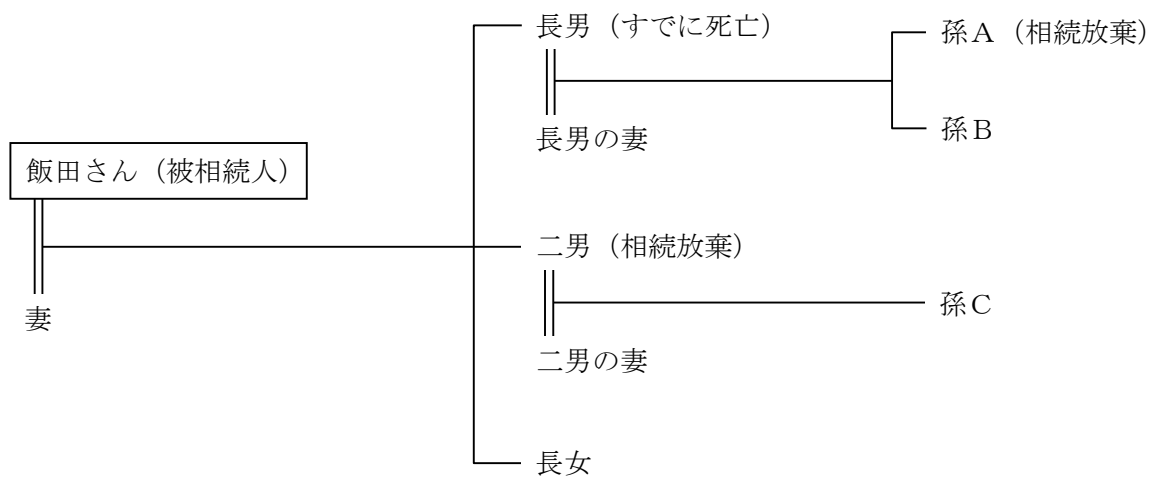 長男（すでに死亡）
孫Ａ（相続放棄）
長男の妻
孫Ｂ
飯田さん（被相続人）
二男（相続放棄）
妻
孫Ｃ
二男の妻
長女